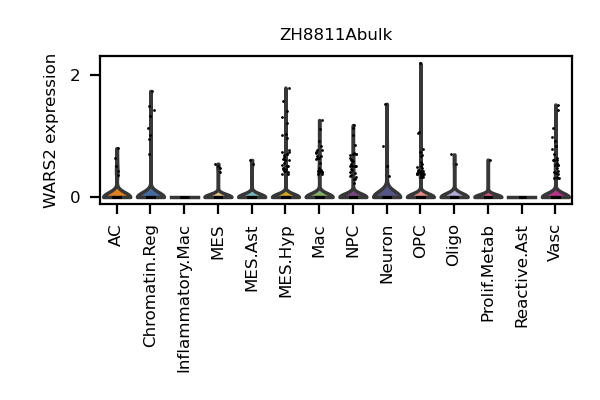 ZH8811Abulk
WARS2 expression
2
0
AC
Chromatin.Reg
Inflammatory.Mac
MES
MES.Ast
MES.Hyp
Mac
NPC
Neuron
OPC
Oligo
Prolif.Metab
Reactive.Ast
Vasc